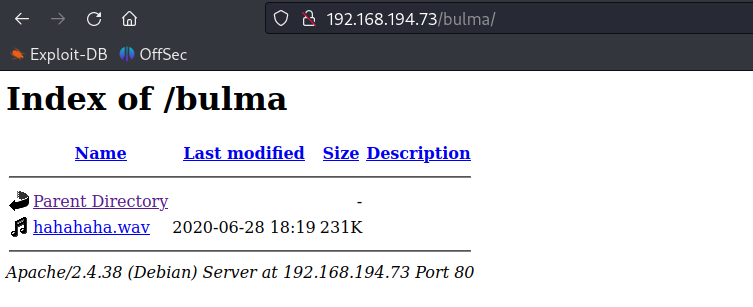 192.168.194.73/bulma/
Exploit-DB OffSec
Index of /bulma
Name Last modified Size Description
Parent Directory -
hahahaha.wav 2020-06-28 18:19 231K
Apache/2.4.38 (Debian) Server at 192.168.194.73 Port 80